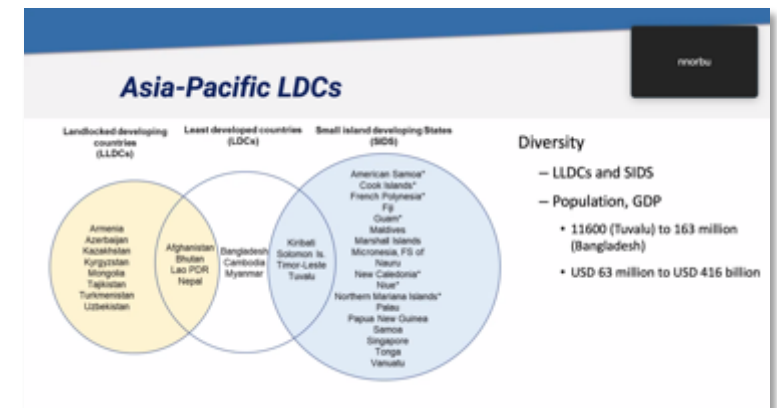 nnorbu
Asia-Pacific LDCs
Landlocked developing
countries
(LLDCs)
Least developed countries
(LDCs)
Small island developing States
(SIDS)
Armenia
Azerbaijan
Kazakhstan
Kyrgyzstan
Mongolia
Tajikistan
Turkmenistan
Uzbekistan
Afghanistan
Bhutan
Lao PDR
Nepal
Bangladesh
Cambodia
Myanmar
Kiribati
Solomon Is.
Timor-Leste
Tuvalu
American Samoa*
Cook Islands*
French Polynesia*
Fiji
Guam*
Maldives
Marshall Islands
Micronesia, FS of
Nauru
New Caledonia*
Niue*
Northern Mariana Islands*
Palau
Papua New Guinea
Samoa
Singapore
Tonga
Vanuatu
Diversity
– LLDCs and SIDS
– Population, GDP
• 11600 (Tuvalu) to 163 million
(Bangladesh)
• USD 63 million to USD 416 billion